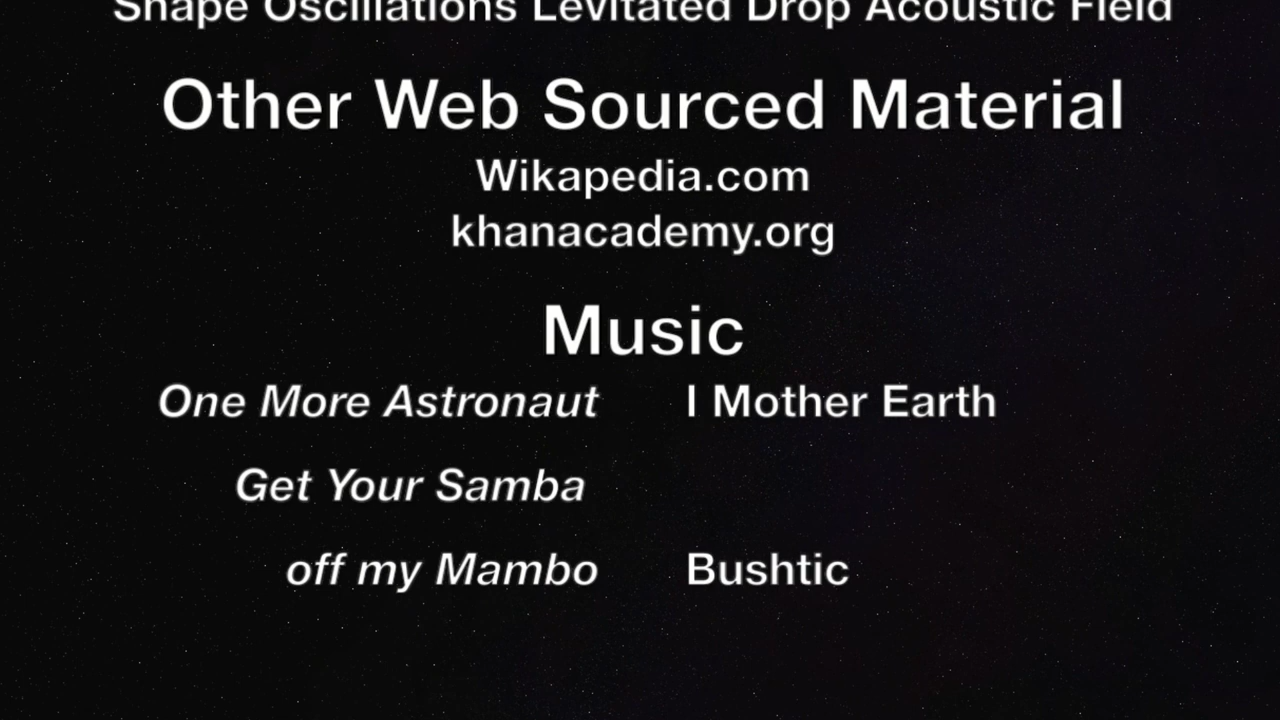 Shape Oscillations Levitated Drop Acoustic Field
Other Web Sourced Material
Wikapedia.com
khanacademy.org
Music
One More Astronaut I Mother Earth
Get Your Samba
off my Mambo Bushtic